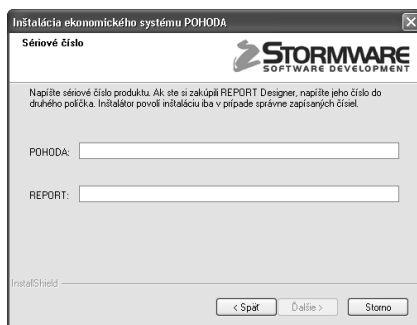 Inštalácia ekonomického systému POHODA
Sériové číslo
STORMWARE
SOFTWARE DEVELOPMENT
Napíšte sériové číslo produktu. Ak ste si zakúpili REPORT Designer, napíšte jeho číslo do
druhého políčka. Inštalátor povolí inštaláciu iba v prípade správne zapísaných čísiel.
POHODA:
REPORT:
InstallShield
< Späť
Ďalšie >
Storno